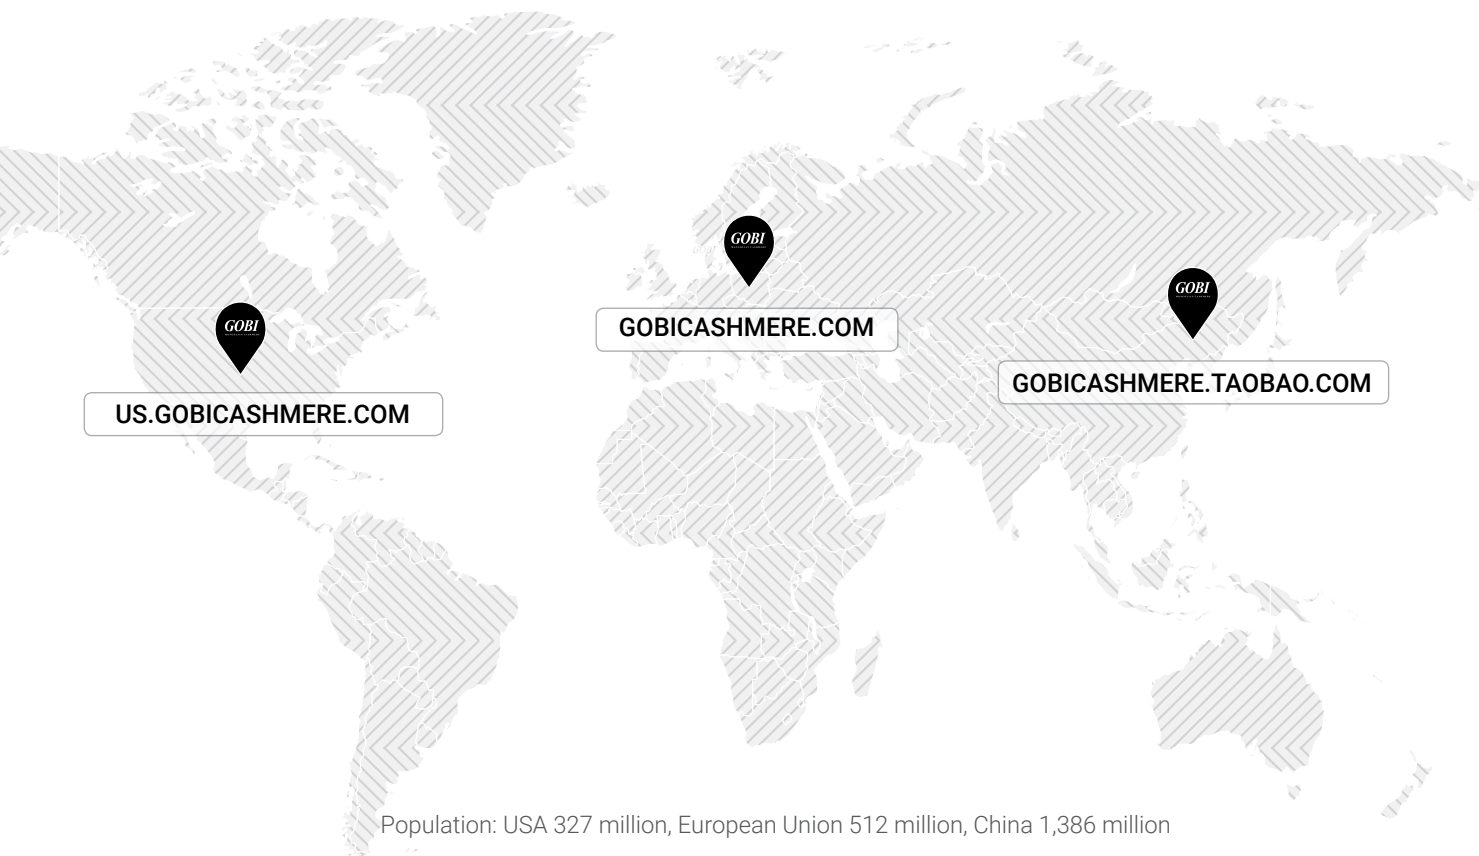 GOBI
GOBICASHMERE.COM
GOBI
GOBICASHMERE.TAOBAO.COM
GOBI
US.GOBICASHMERE.COM
Population: USA 327 million, European Union 512 million, China 1,386 million